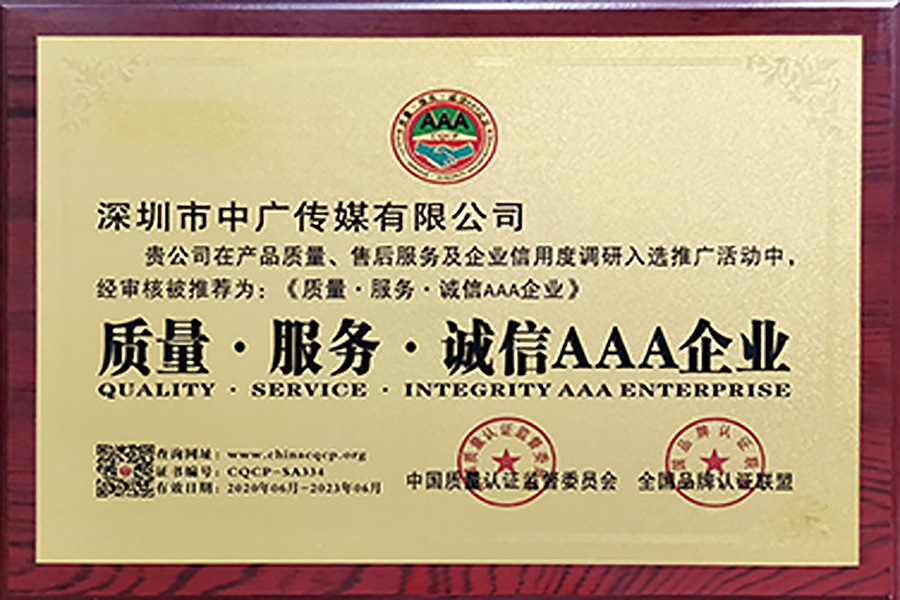 AAA
CQCP
深圳市中广传媒有限公司
贵公司在产品质量、售后服务及企业信用度调研入选推广活动中，
经审核被推荐为：《质量·服务·诚信AAA企业》
质量·服务·诚信AAA企业
QUALITY · SERVICE · INTEGRITY AAA ENTERPRISE
查询网址：www.chinacqcp.org
证书编号：CQCP-SA334
有效日期：2020年06月-2023年06月
中国质量认证监督委员会 全国品牌认证联盟